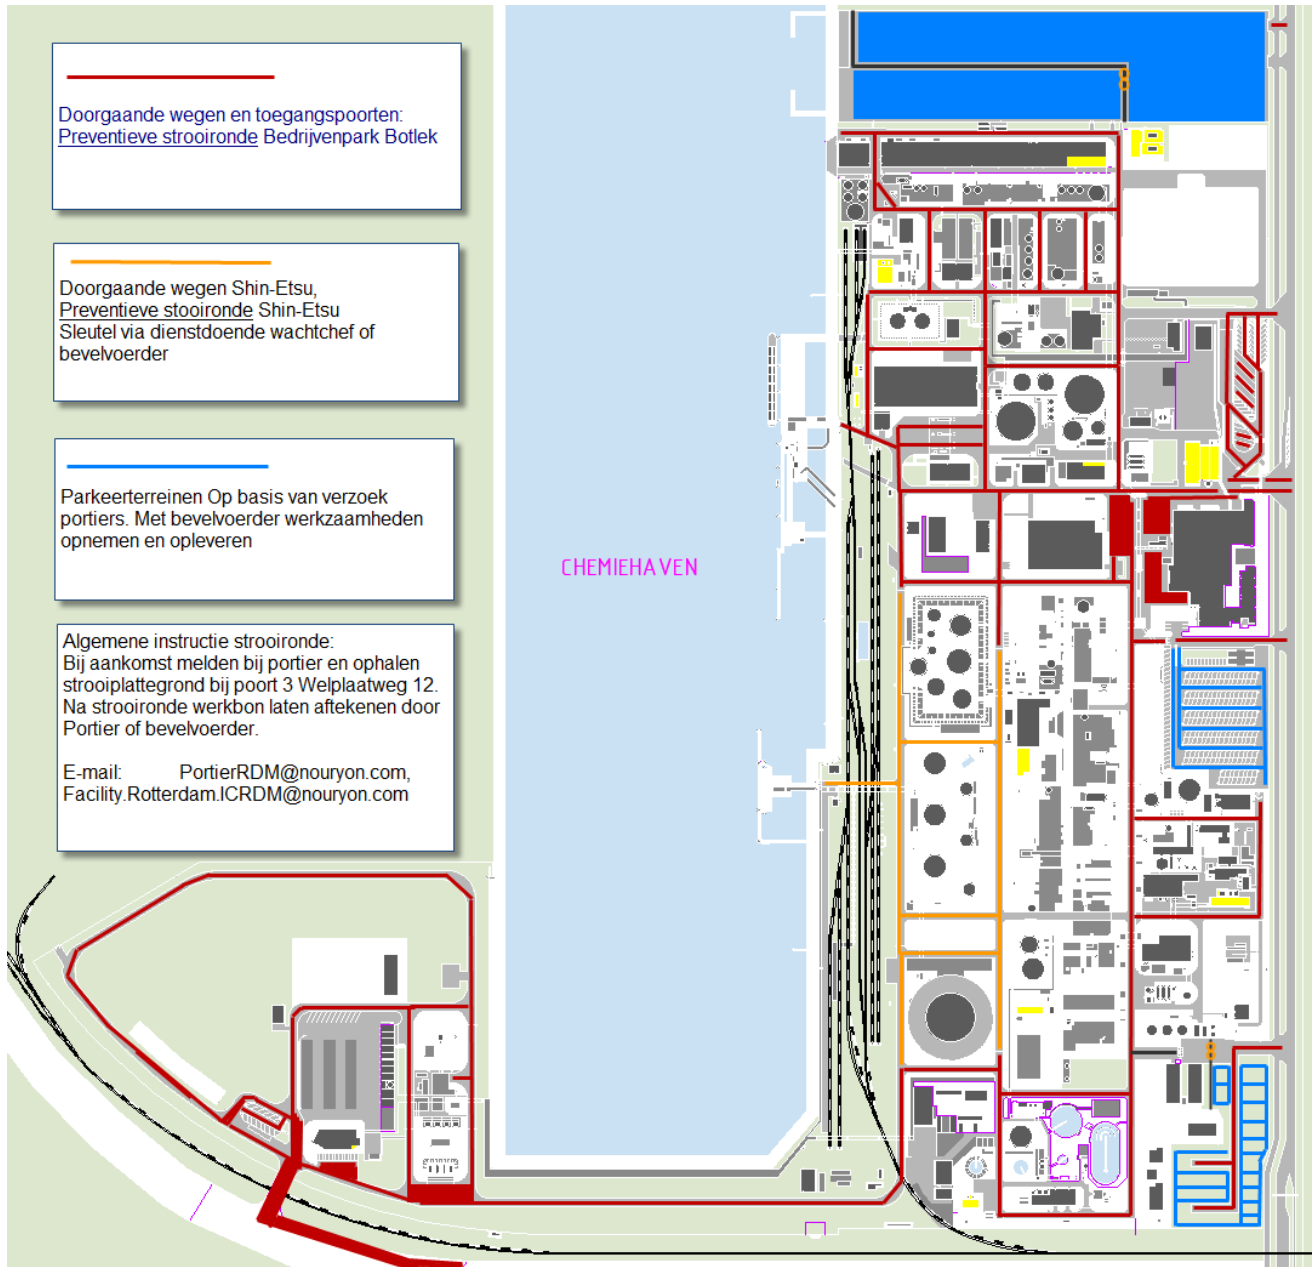 Doorgaande wegen en toegangspoorten:
Preventieve strooironde Bedrijvenpark Botlek
Doorgaande wegen Shin-Etsu,
Preventieve stooironde Shin-Etsu
Sleutel via dienstdoende wachtchef of
bevelvoerder
Parkeerterreinen Op basis van verzoek
portiers. Met bevelvoerder werkzaamheden
opnemen en opleveren
Algemene instructie strooironde:
Bij aankomst melden bij portier en ophalen
strooiplattegrond bij poort 3 Welplaatweg 12.
Na strooironde werkbon laten aftekenen door
Portier of bevelvoerder.
E-mail: PortierRDM@nouryon.com,
Facility.Rotterdam.ICRDM@nouryon.com
CHEMIEHAVEN